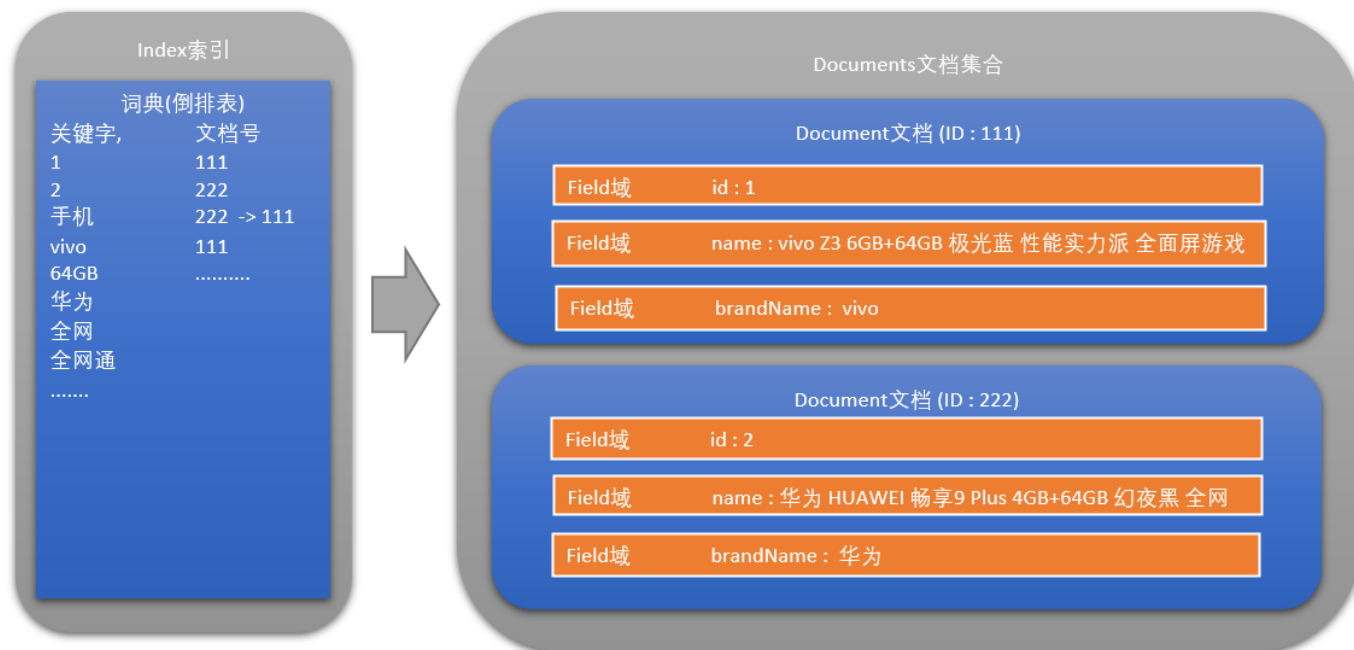 Index索引
词典(倒排表)
关键字, 文档号
1 111
2 222
手机 222 -> 111
vivo 111
64GB ..........
华为
全网
全网通
.......
Documents文档集合
Document文档 (ID : 111)
Field域 id : 1
Field域 name : vivo Z3 6GB+64GB 极光蓝 性能实力派 全面屏游戏
Field域 brandName : vivo
Document文档 (ID : 222)
Field域 id : 2
Field域 name : 华为 HUAWEI 畅享9 Plus 4GB+64GB 幻夜黑 全网
Field域 brandName : 华为